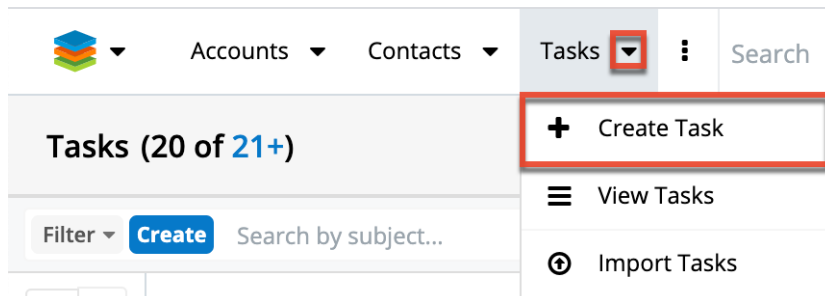 Accounts Contacts Tasks Search
Tasks (20 of 21+)
Create Task
View Tasks
Filter Create Search by subject...
Import Tasks